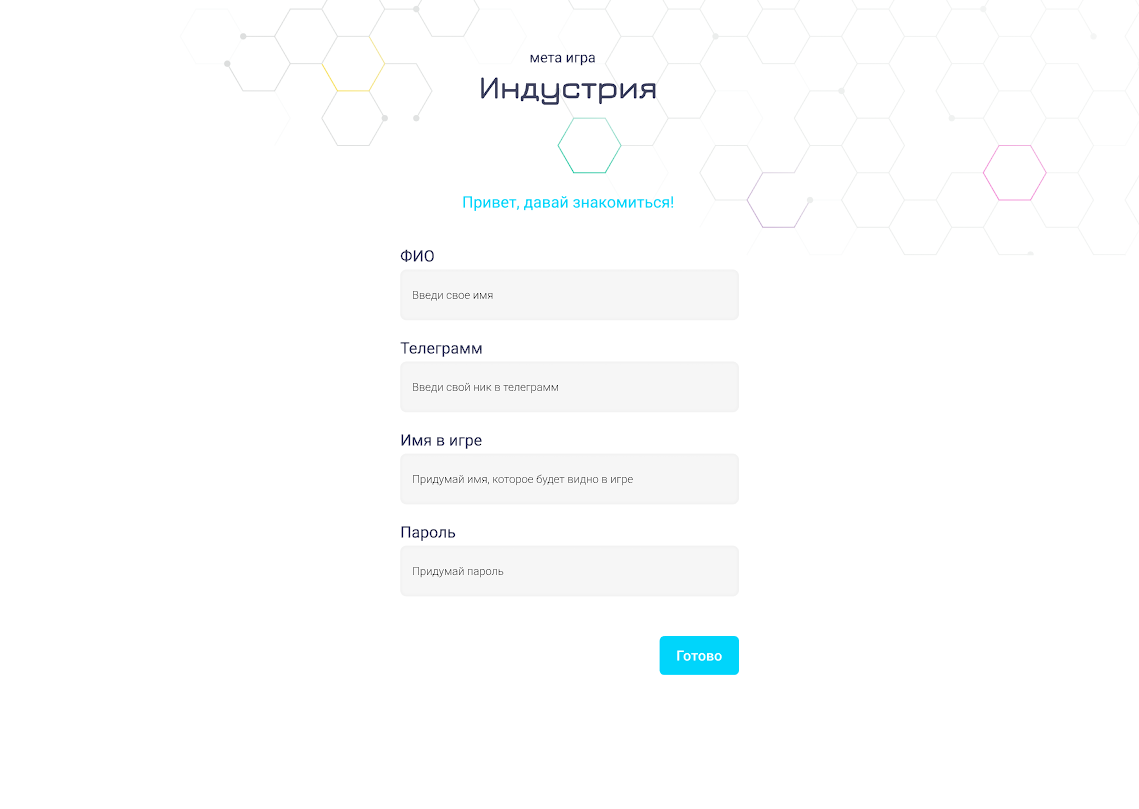 мета игра
Индустрия
Привет, давай знакомиться!
ФИО
Введи свое имя
Телеграмм
Введи свой ник в телеграмм
Имя в игре
Придумай имя, которое будет видно в игре
Пароль
Придумай пароль
Готово